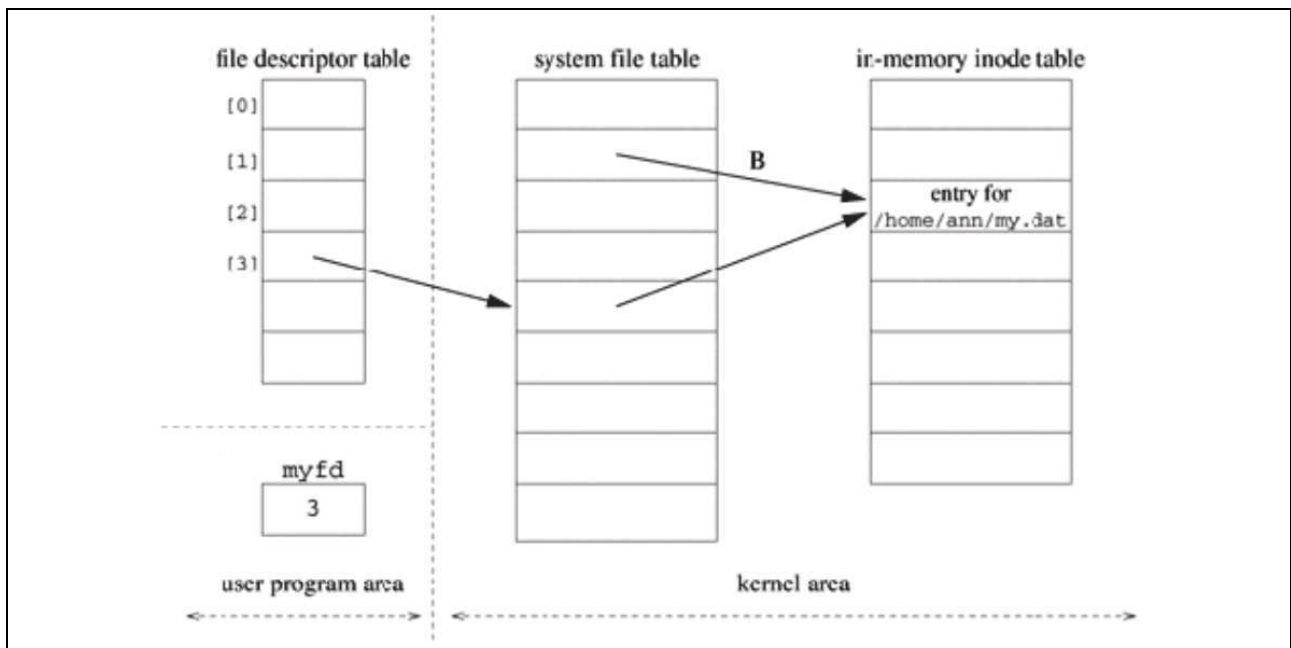 file descriptor table
system file table
in-memory inode table
[0]
[1]
B
[2]
entry for
/home/ann/my.dat
[3]
myfd
3
user program area
kernel area